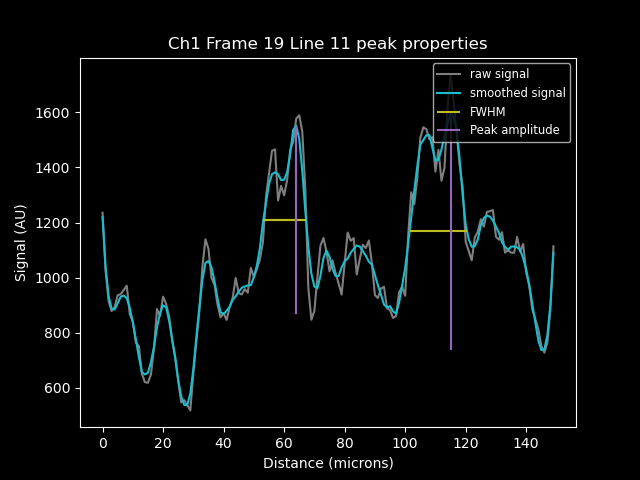 Ch1 Frame 19 Line 11 peak properties
raw signal
smoothed signal
FWHM
Peak amplitude
Signal (AU)
1600
1400
1200
1000
800
600
0 20 40 60 80 100 120 140
Distance (microns)